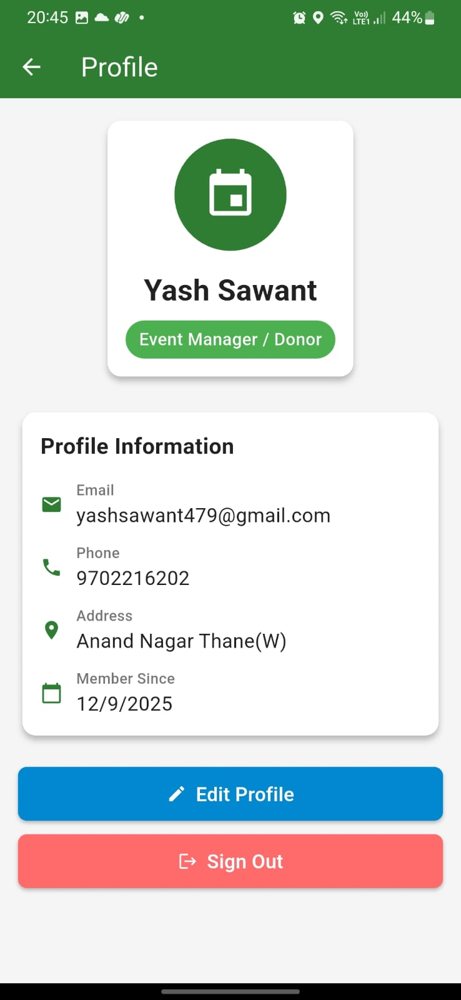 20:45
Vo))
LTE1
44%
Profile
Yash Sawant
Event Manager / Donor
Profile Information
Email
yashsawant479@gmail.com
Phone
9702216202
Address
Anand Nagar Thane(W)
Member Since
12/9/2025
Edit Profile
Sign Out